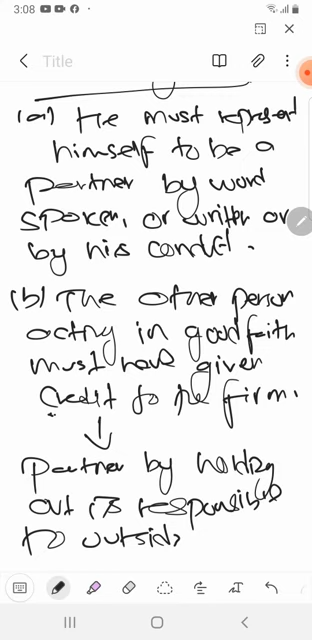 3:08
Title
(a) He must represent
himself to be a
partner by word
spoken, or written or
by his conduct.
(b) The other person
acting in good faith
must have given
credit to the firm.
partner by holding
out is responsible
to outside